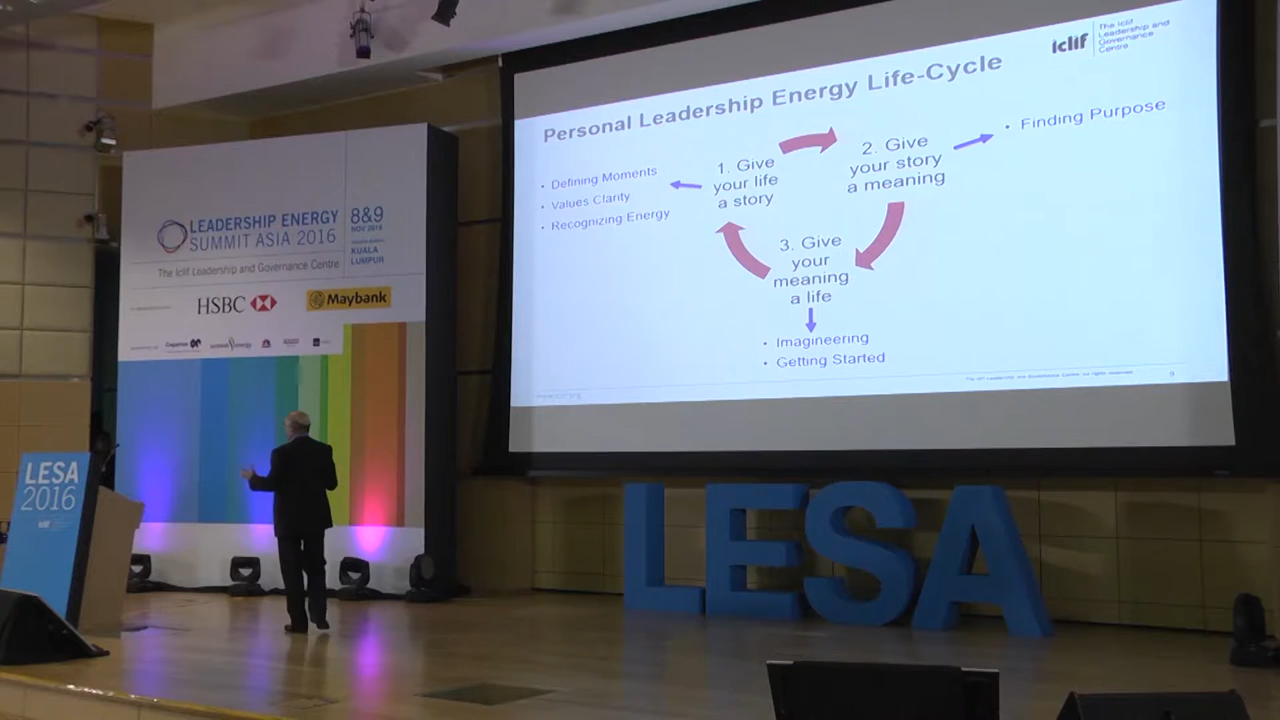 iclif
The Iclif
Leadership and
Governance
Centre
Personal Leadership Energy Life-Cycle
• Defining Moments
• Values Clarity
• Recognizing Energy
1. Give
your life
a story
2. Give
your story
a meaning
• Finding Purpose
3. Give
your
meaning
a life
• Imagineering
• Getting Started
9
LEADERSHIP ENERGY
SUMMIT ASIA 2016
8&9
NOV 2016
KUALA
LUMPUR
The Iclif Leadership and Governance Centre
HSBC
Maybank
LESA
2016
LESA